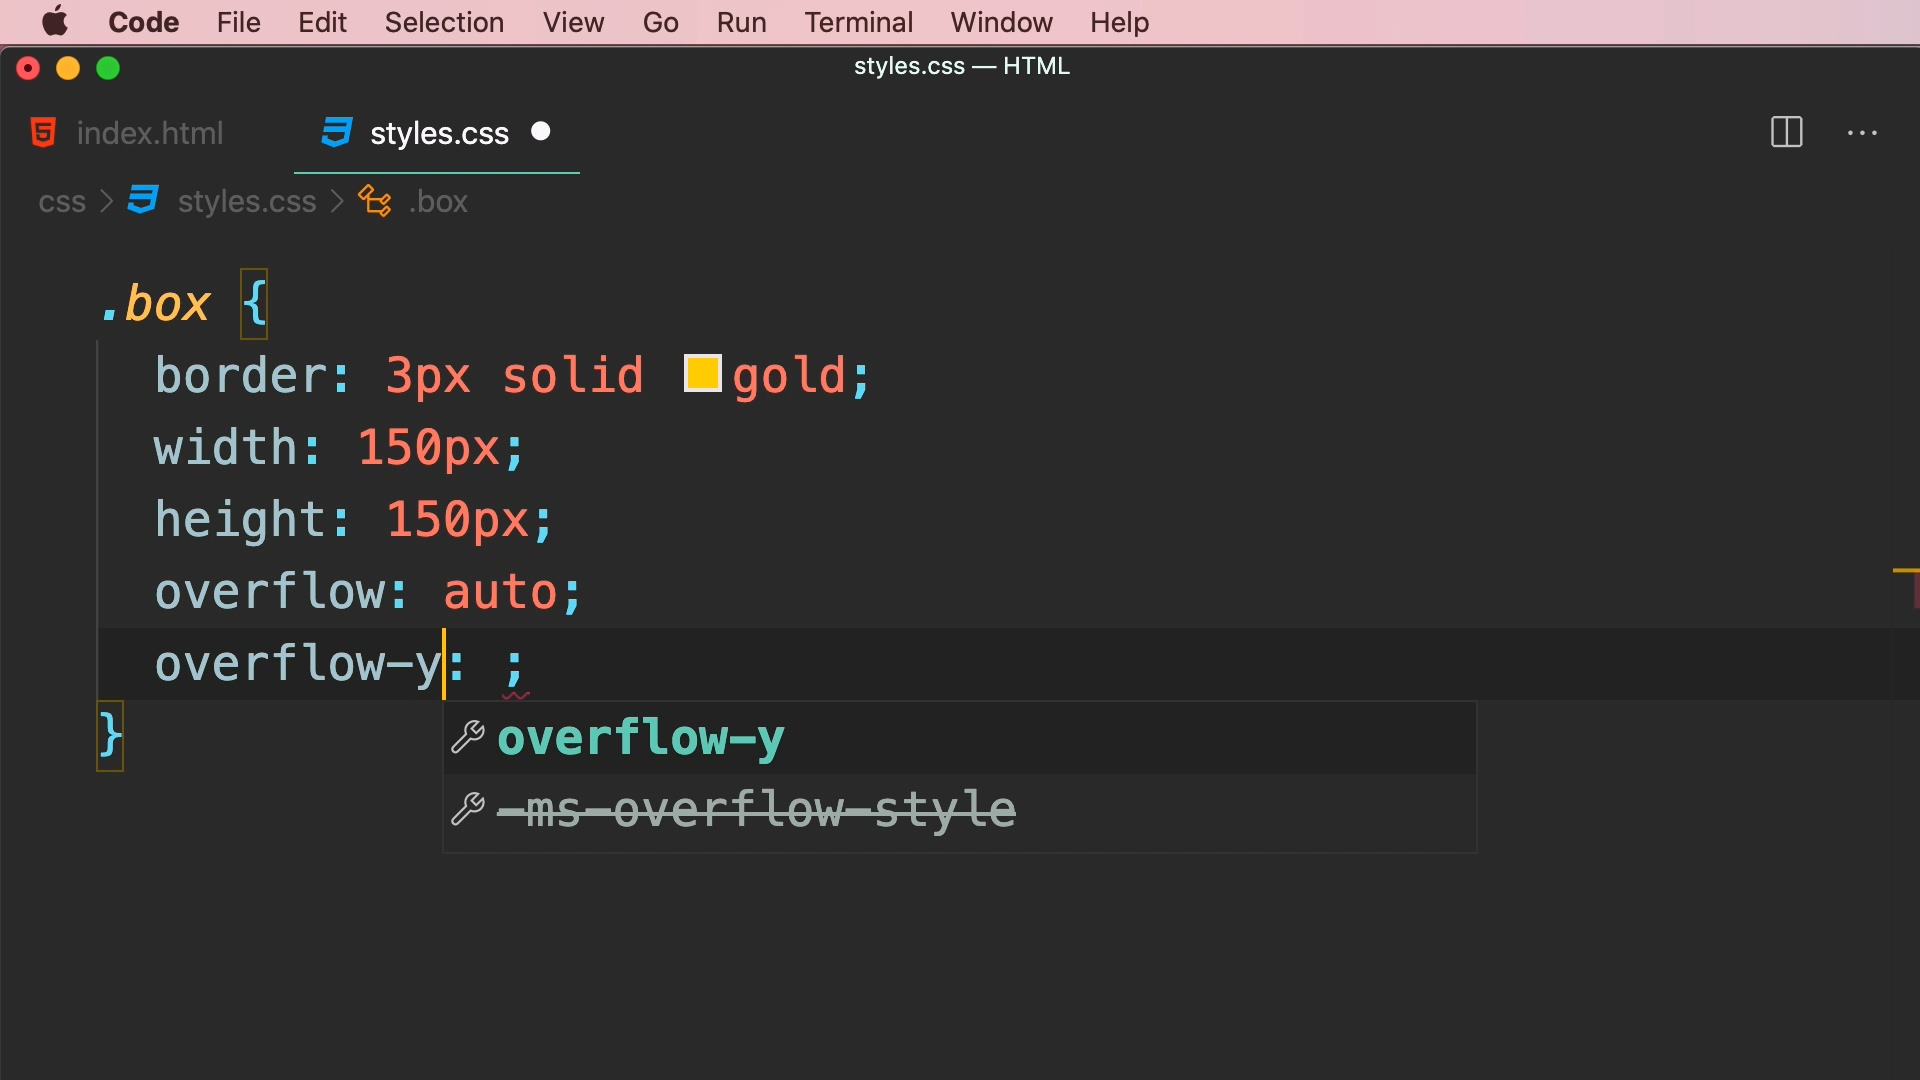 Code File Edit Selection View Go Run Terminal Window Help
styles.css — HTML
index.html styles.css
css > styles.css > .box
.box {
border: 3px solid gold;
width: 150px;
height: 150px;
overflow: auto;
overflow-y: ;
}
overflow-y
-ms-overflow-style